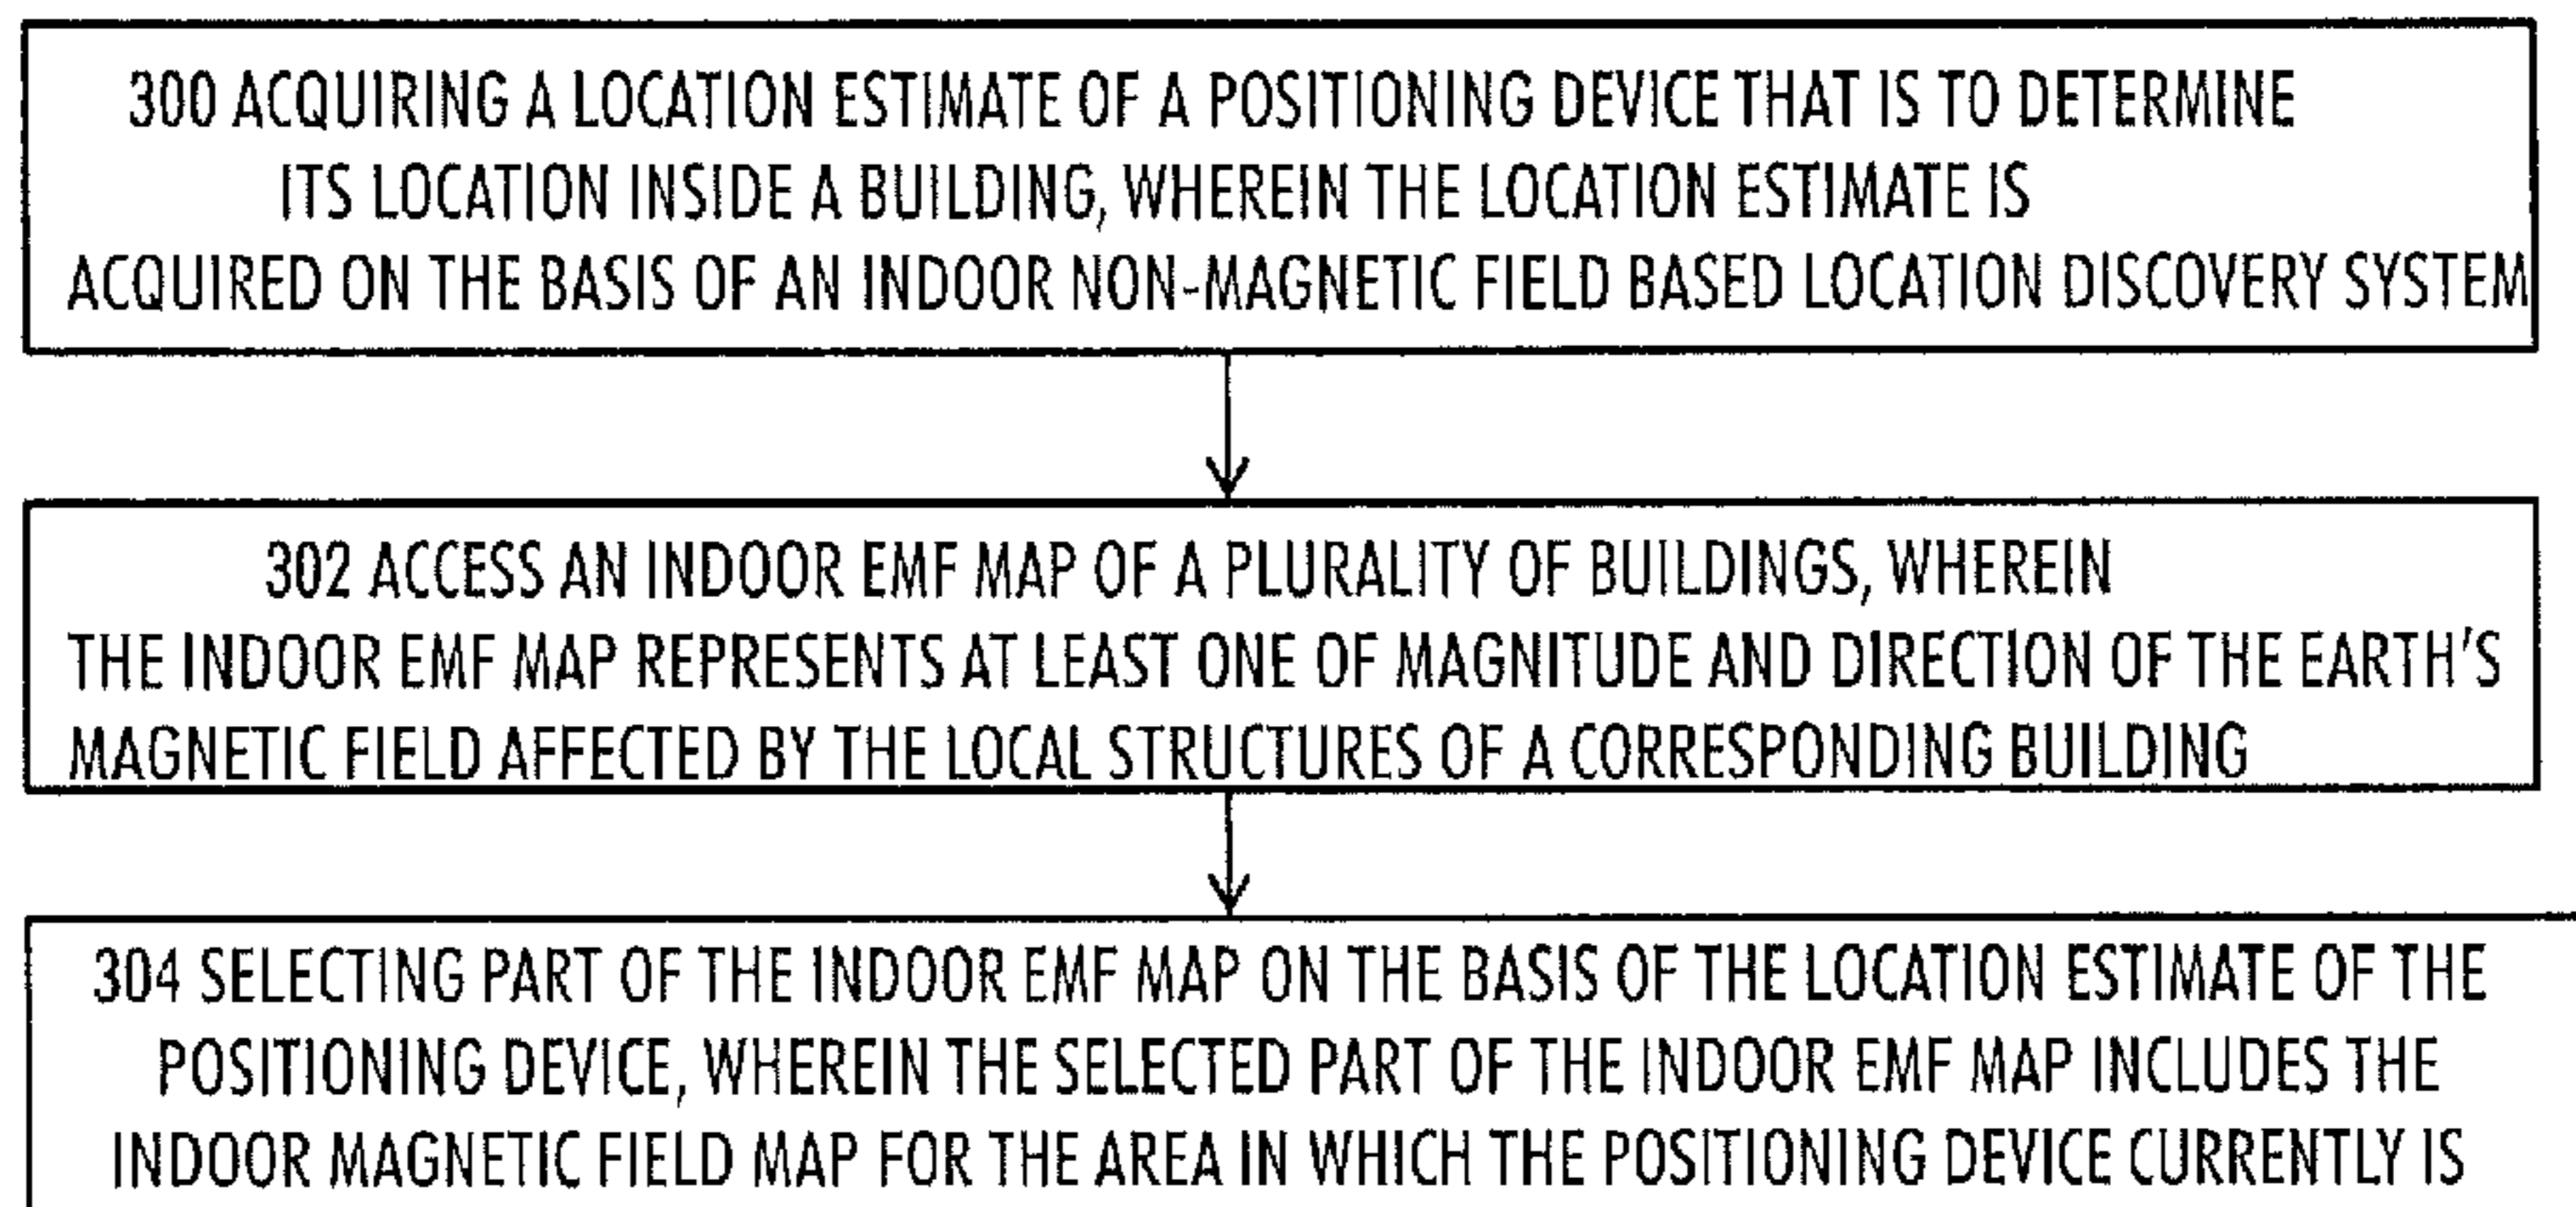 300 ACQUIRING A LOCATION ESTIMATE OF A POSITIONING DEVICE THAT IS TO DETERMINE
ITS LOCATION INSIDE A BUILDING, WHEREIN THE LOCATION ESTIMATE IS
ACQUIRED ON THE BASIS OF AN INDOOR NON-MAGNETIC FIELD BASED LOCATION DISCOVERY SYSTEM
302 ACCESS AN INDOOR EMF MAP OF A PLURALITY OF BUILDINGS, WHEREIN
THE INDOOR EMF MAP REPRESENTS AT LEAST ONE OF MAGNITUDE AND DIRECTION OF THE EARTH'S
MAGNETIC FIELD AFFECTED BY THE LOCAL STRUCTURES OF A CORRESPONDING BUILDING
304 SELECTING PART OF THE INDOOR EMF MAP ON THE BASIS OF THE LOCATION ESTIMATE OF THE
POSITIONING DEVICE, WHEREIN THE SELECTED PART OF THE INDOOR EMF MAP INCLUDES THE
INDOOR MAGNETIC FIELD MAP FOR THE AREA IN WHICH THE POSITIONING DEVICE CURRENTLY IS